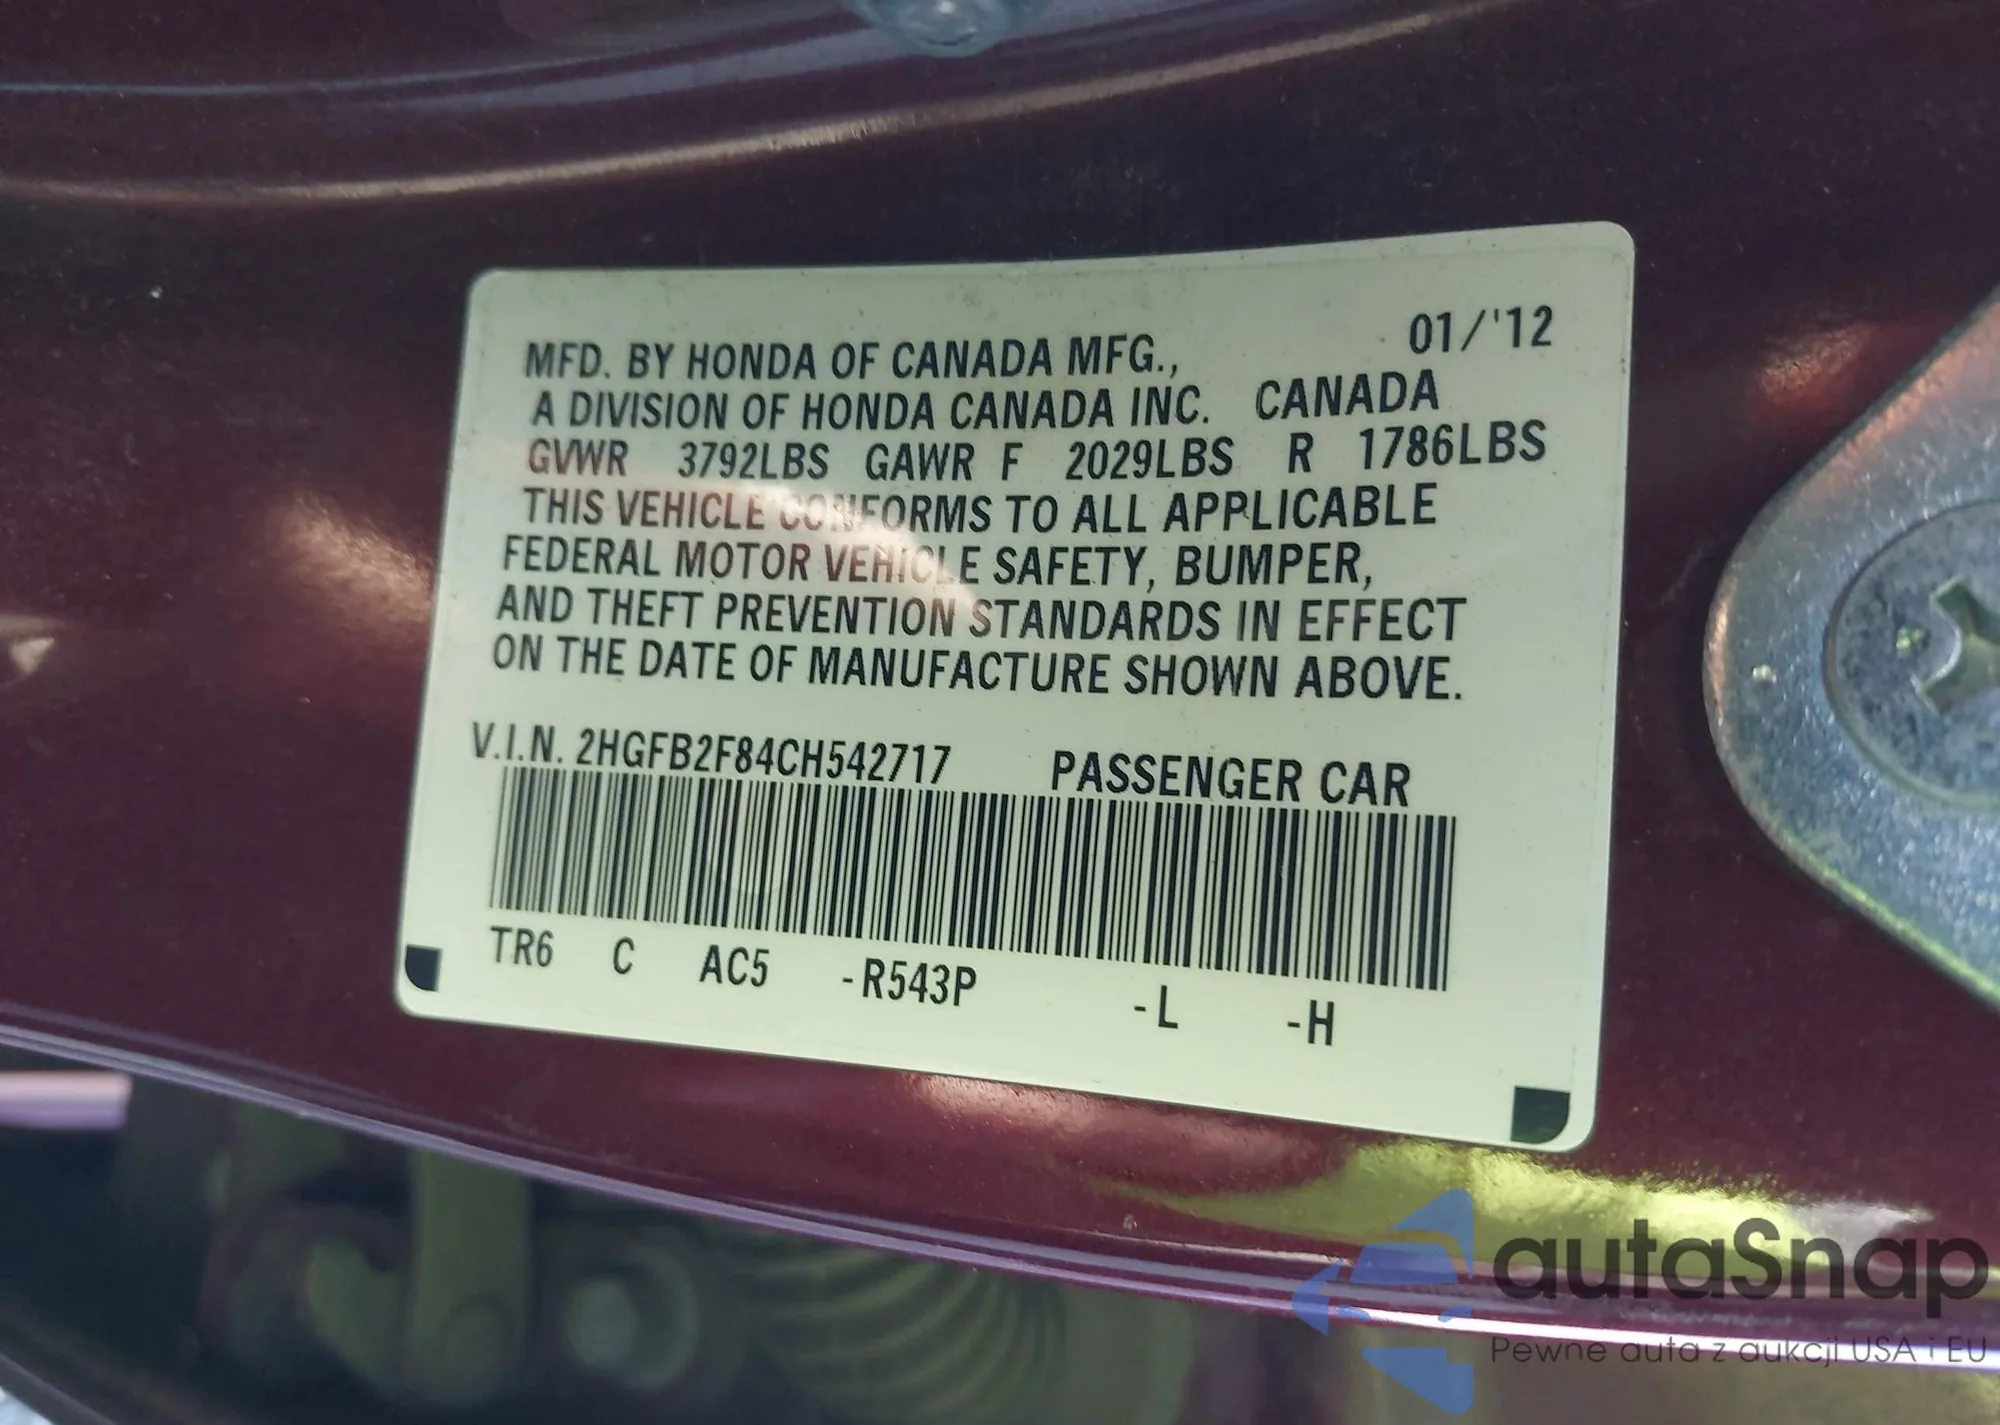 01/'12
MFD. BY HONDA OF CANADA MFG.,
A DIVISION OF HONDA CANADA INC. CANADA
GVWR 3792LBS GAWR F 2029LBS R 1786LBS
THIS VEHICLE CONFORMS TO ALL APPLICABLE
FEDERAL MOTOR VEHICLE SAFETY, BUMPER,
AND THEFT PREVENTION STANDARDS IN EFFECT
ON THE DATE OF MANUFACTURE SHOWN ABOVE.
V.I.N. 2HGFB2F84CH542717 PASSENGER CAR
TR6 C AC5 -R543P -L -H
autaSnap
Pewne auta z aukcji USA i EU